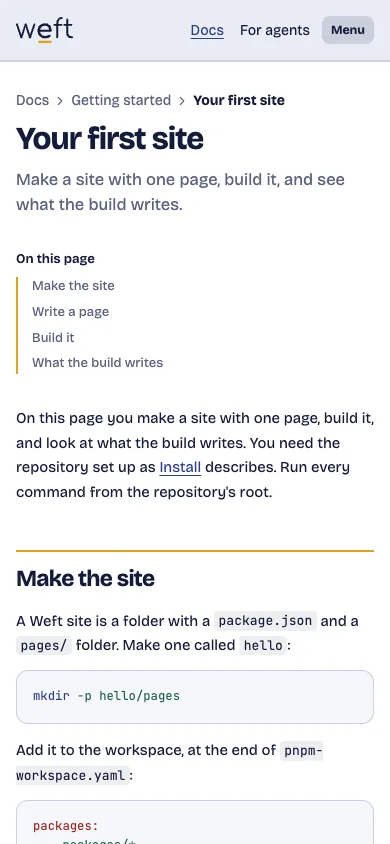 weft
Docs
For agents
Menu
Docs > Getting started > Your first site
Your first site
Make a site with one page, build it, and see
what the build writes.
On this page
Make the site
Write a page
Build it
What the build writes
On this page you make a site with one page, build it,
and look at what the build writes. You need the
repository set up as Install describes. Run every
command from the repository's root.
Make the site
A Weft site is a folder with a package.json and a
pages/ folder. Make one called hello:
mkdir -p hello/pages
Add it to the workspace, at the end of pnpm-
workspace.yaml:
packages: